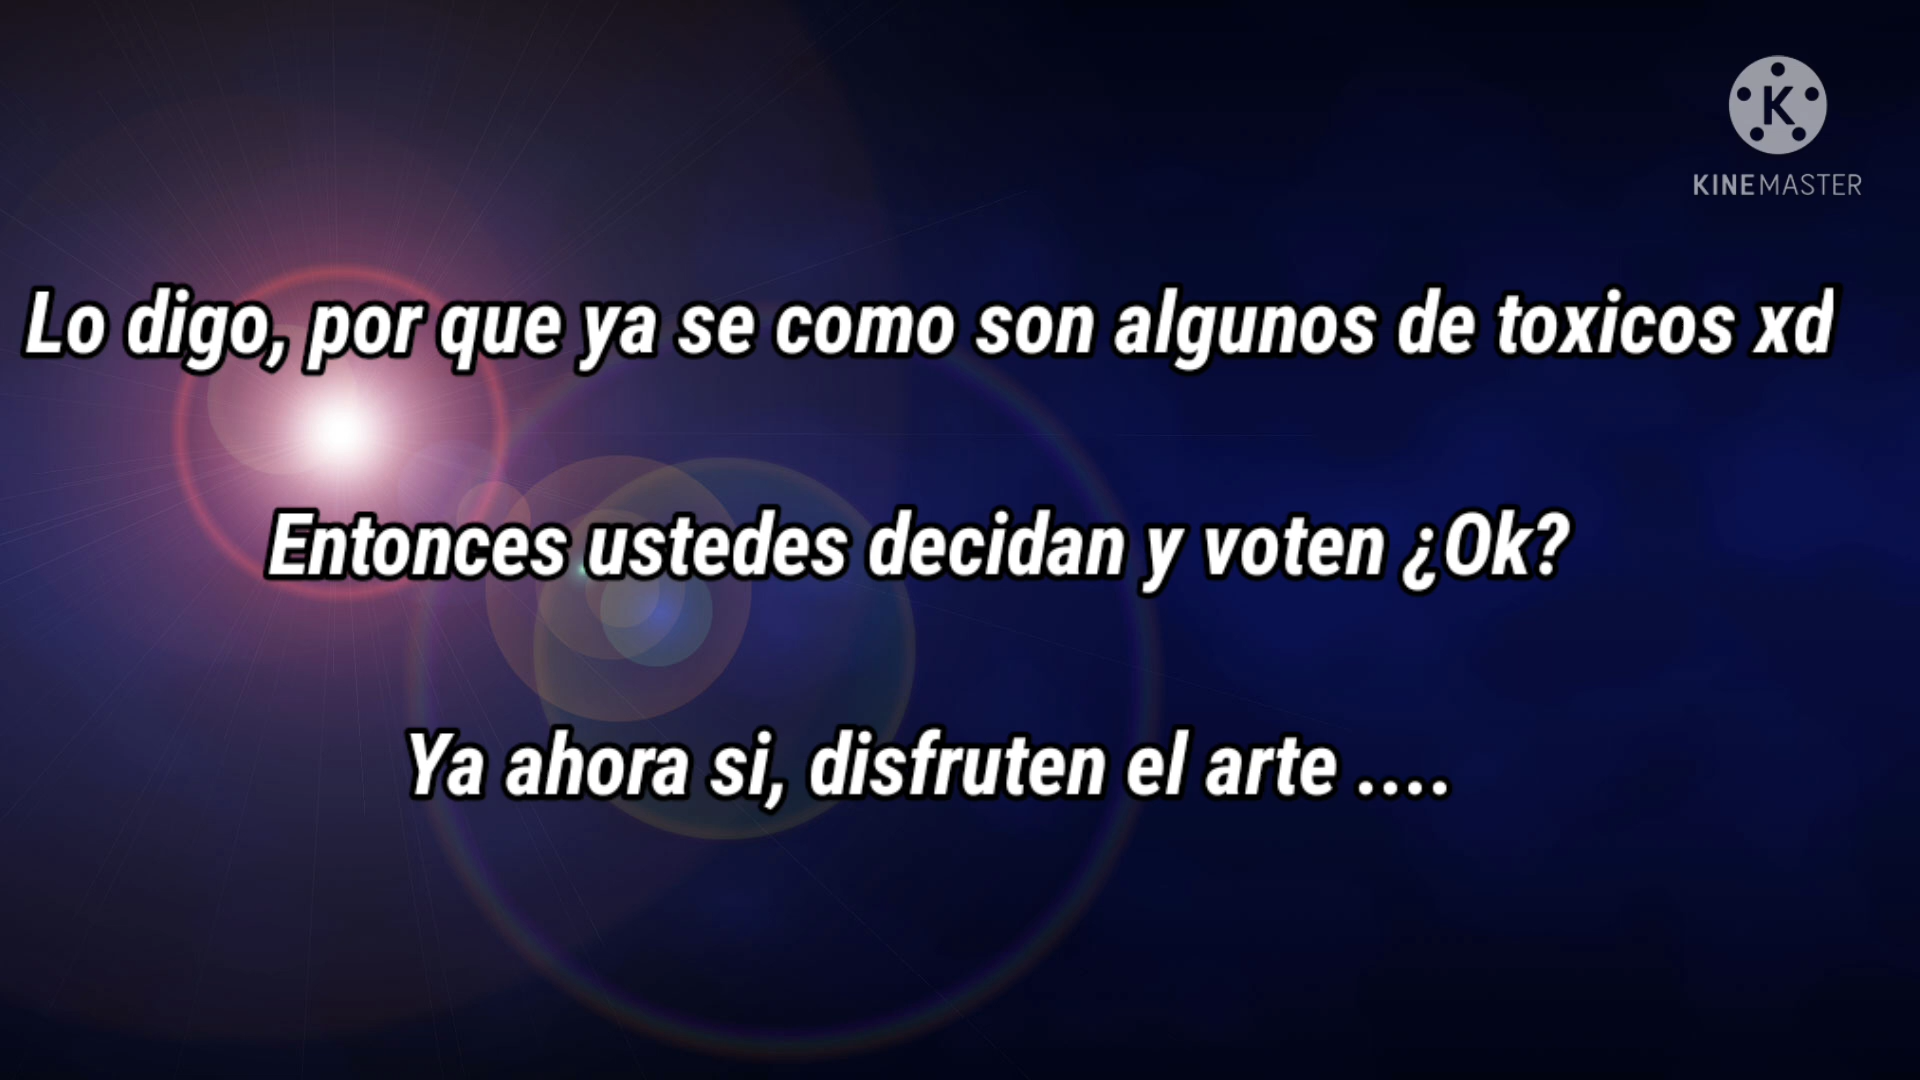 K
KINEMASTER
Lo digo, por que ya se como son algunos de toxicos xd
Entonces ustedes decidan y voten ¿Ok?
Ya ahora si, disfruten el arte ....